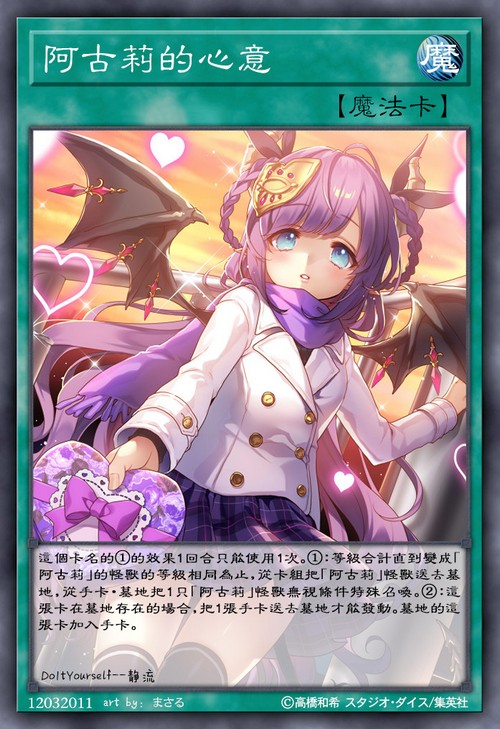 阿古莉的心意
魔
【魔法卡】
這個卡名的①的效果1回合只能使用1次。①:等級合計直到變成「
阿古莉」的怪獸的等級相同為止,從卡組把「阿古莉」怪獸送去墓
地,從手卡・墓地把1只「阿古莉」怪獸無視條件特殊召喚。②:這
張卡在墓地存在的場合,把1張手卡送去墓地才能發動。墓地的這
張卡加入手卡。
DoItYourself--静流
12032011 art by: まさる ©高橋和希 スタジオ・ダイス/集英社